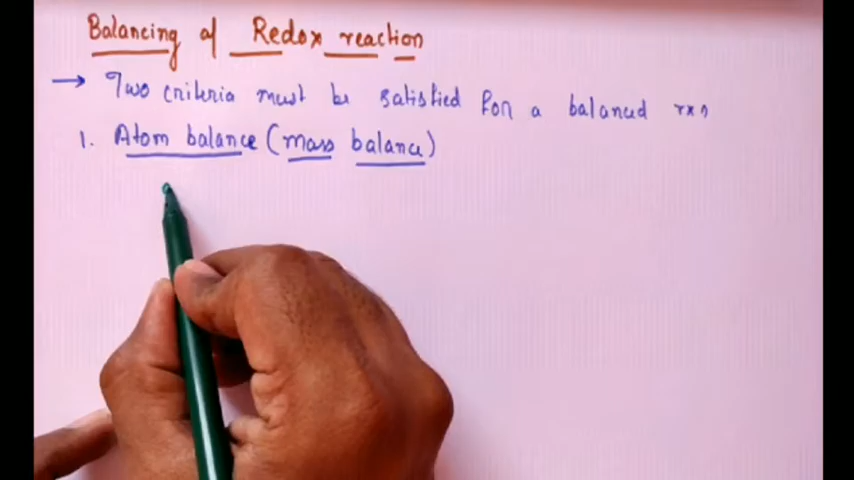 Balancing of Redox reaction
→ Two criteria must be satisfied for a balanced rxn
1. Atom balance (mass balance)